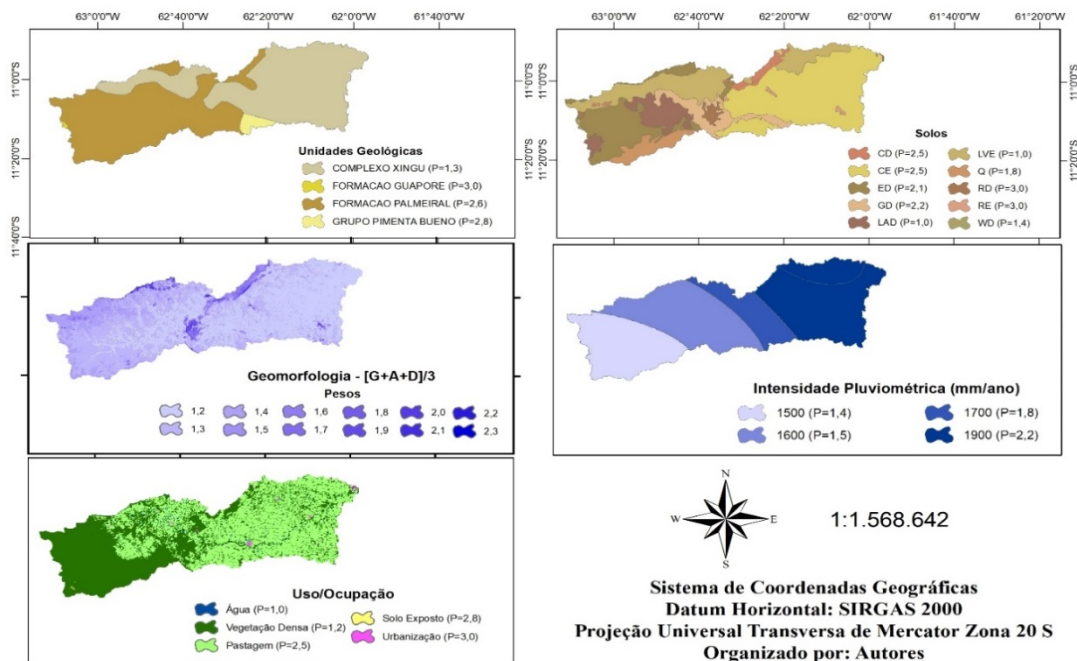 63°0'0"W 62°40'0"W 62°20'0"W 62°0'0"W 61°40'0"W
11°0'0"S
11°20'0"S
11°40'0"S
Unidades Geológicas
COMPLEXO XINGU (P=1,3)
FORMACAO GUAPORE (P=3,0)
FORMACAO PALMEIRAL (P=2,6)
GRUPO PIMENTA BUENO (P=2,8)
63°0'0"W 62°40'0"W 62°20'0"W 62°0'0"W 61°40'0"W 61°20'0"W
11°0'0"S
11°20'0"S
Solos
CD (P=2,5) LVE (P=1,0)
CE (P=2,5) Q (P=1,8)
ED (P=2,1) RD (P=3,0)
GD (P=2,2) RE (P=3,0)
LAD (P=1,0) WD (P=1,4)
Geomorfologia - [G+A+D]/3
Pesos
1,2 1,4 1,6 1,8 2,0 2,2
1,3 1,5 1,7 1,9 2,1 2,3
Intensidade Pluviométrica (mm/ano)
1500 (P=1,4) 1700 (P=1,8)
1600 (P=1,5) 1900 (P=2,2)
Uso/Ocupação
Água (P=1,0)
Vegetação Densa (P=1,2)
Pastagem (P=2,5)
Solo Exposto (P=2,8)
Urbanização (P=3,0)
N
W E
S
1:1.568.642
Sistema de Coordenadas Geográficas
Datum Horizontal: SIRGAS 2000
Projeção Universal Transversa de Mercator Zona 20 S
Organizado por: Autores